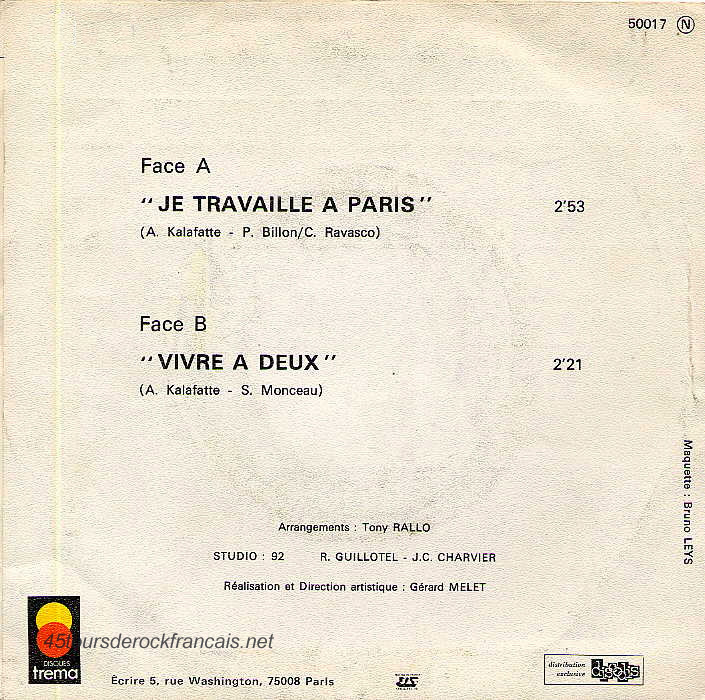 50017 N
Face A
"JE TRAVAILLE A PARIS" 2'53
(A. Kalafatte - P. Billon/C. Ravasco)
Face B
"VIVRE A DEUX" 2'21
(A. Kalafatte - S. Monceau)
Maquette : Bruno LEYS
Arrangements : Tony RALLO
STUDIO : 92 R. GUILLOTEL - J.C. CHARVIER
Réalisation et Direction artistique : Gérard MELET
45toursderockfrancais.net
DISQUES
trema
Écrire 5, rue Washington, 75008 Paris
distribution
exclusive